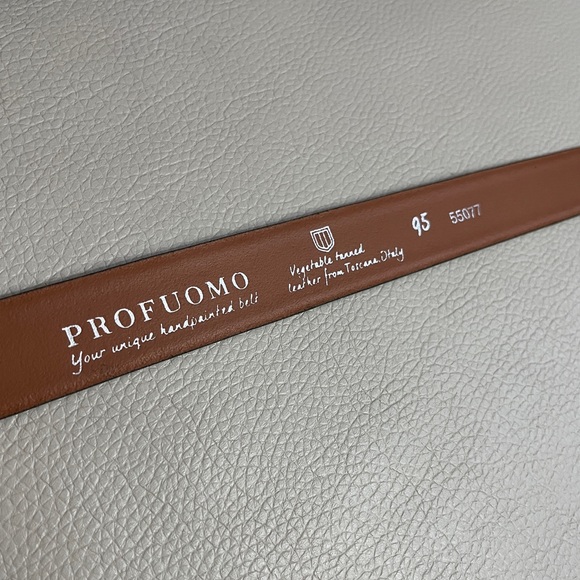 PROFUOMO
Your unique handpainted belt
Vegetable tanned
leather from Toscana. Italy
95
55077